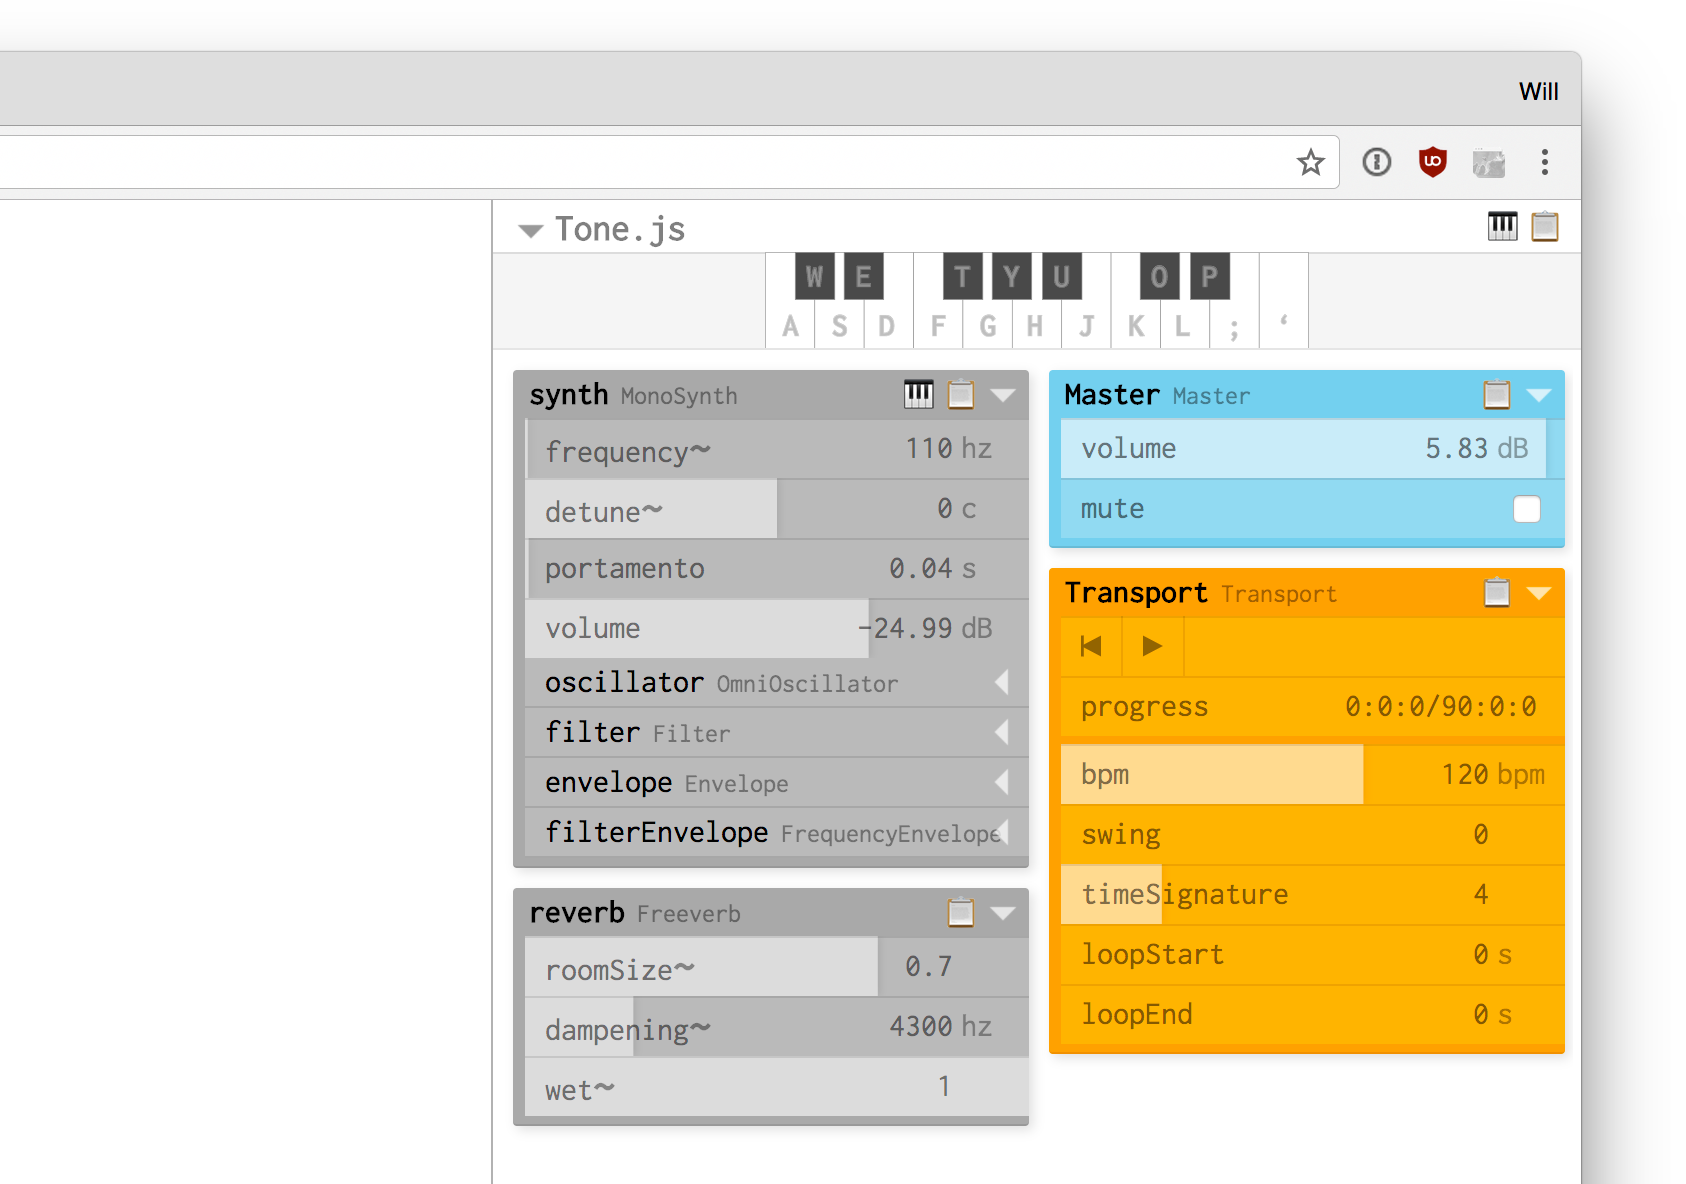 Will
Tone.js
W E T Y U O P
A S D F G H J K L ; ‘
synth MonoSynth
frequency~ 110 hz
detune~ 0 c
portamento 0.04 s
volume -24.99 dB
oscillator OmniOscillator
filter Filter
envelope Envelope
filterEnvelope FrequencyEnvelope
reverb Freeverb
roomSize~ 0.7
dampening~ 4300 hz
wet~ 1
Master Master
volume 5.83 dB
mute
Transport Transport
progress 0:0:0/90:0:0
bpm 120 bpm
swing 0
timeSignature 4
loopStart 0 s
loopEnd 0 s